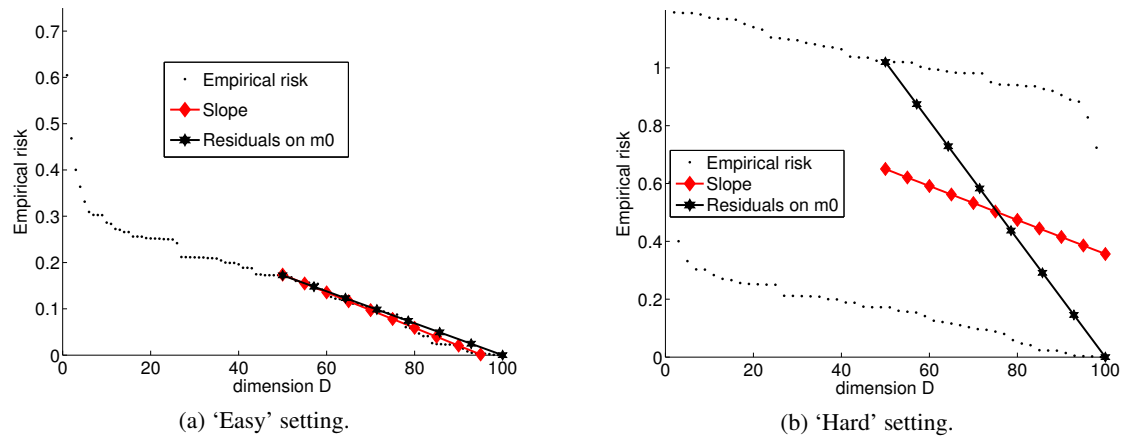 0.7
0.6
0.5
0.4
0.3
0.2
0.1
0
0 20 40 60 80 100
Empirical risk
dimension D
Empirical risk
Slope
Residuals on m0
(a) ‘Easy’ setting.
1
0.8
0.6
0.4
0.2
0
0 20 40 60 80 100
Empirical risk
dimension D
Empirical risk
Slope
Residuals on m0
(b) ‘Hard’ setting.